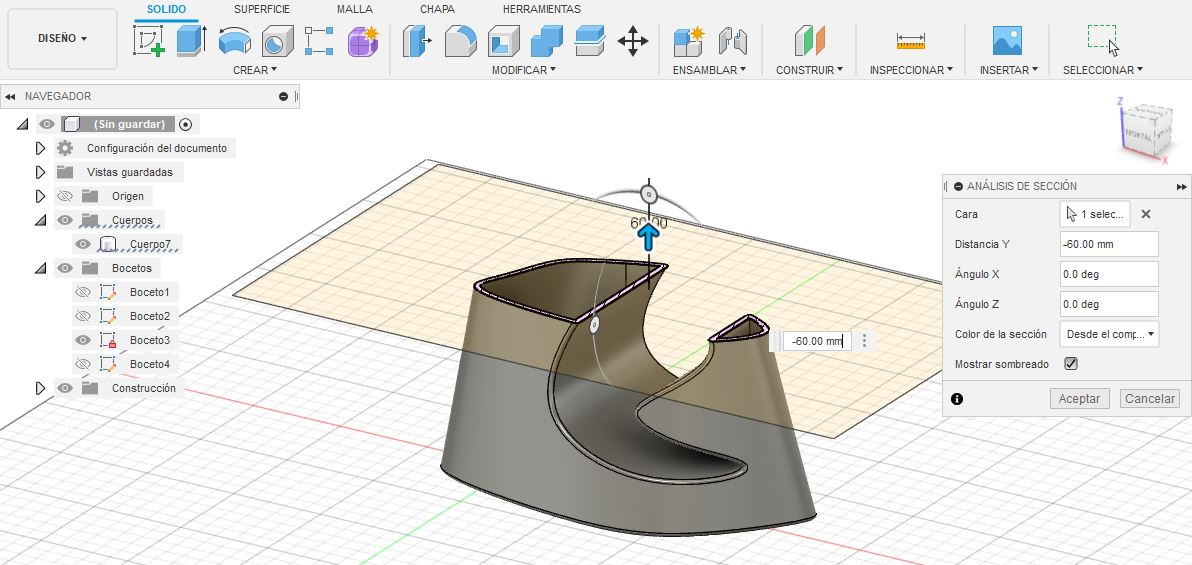 SOLIDO SUPERFICIE MALLA CHAPA HERRAMIENTAS
DISEÑO
CREAR MODIFICAR ENSAMBLAR CONSTRUIR INSPECCIONAR INSERTAR SELECCIONAR
NAVEGADOR
(Sin guardar)
Configuración del documento
Vistas guardadas
Origen
Cuerpos
Cuerpo7
Bocetos
Boceto1
Boceto2
Boceto3
Boceto4
Construcción
Z
FRONTAL
X
60.00
-60.00 mm
ANÁLISIS DE SECCIÓN
Cara 1 selec...
Distancia Y -60.00 mm
Ángulo X 0.0 deg
Ángulo Z 0.0 deg
Color de la sección Desde el comp...
Mostrar sombreado
Aceptar Cancelar